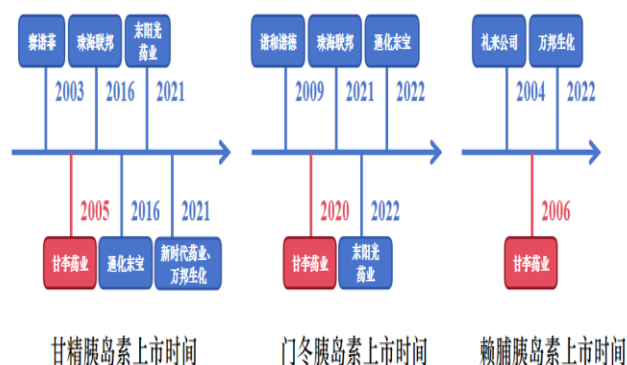 赛诺菲
珠海联邦
东阳光
药业
2003
2016
2021
2005
2016
2021
甘李药业
通化东宝
新时代药业、
万邦生化
甘精胰岛素上市时间
诺和诺德
珠海联邦
通化东宝
2009
2021
2022
2020
2022
甘李药业
东阳光
药业
门冬胰岛素上市时间
礼来公司
万邦生化
2004
2022
2006
甘李药业
赖脯胰岛素上市时间